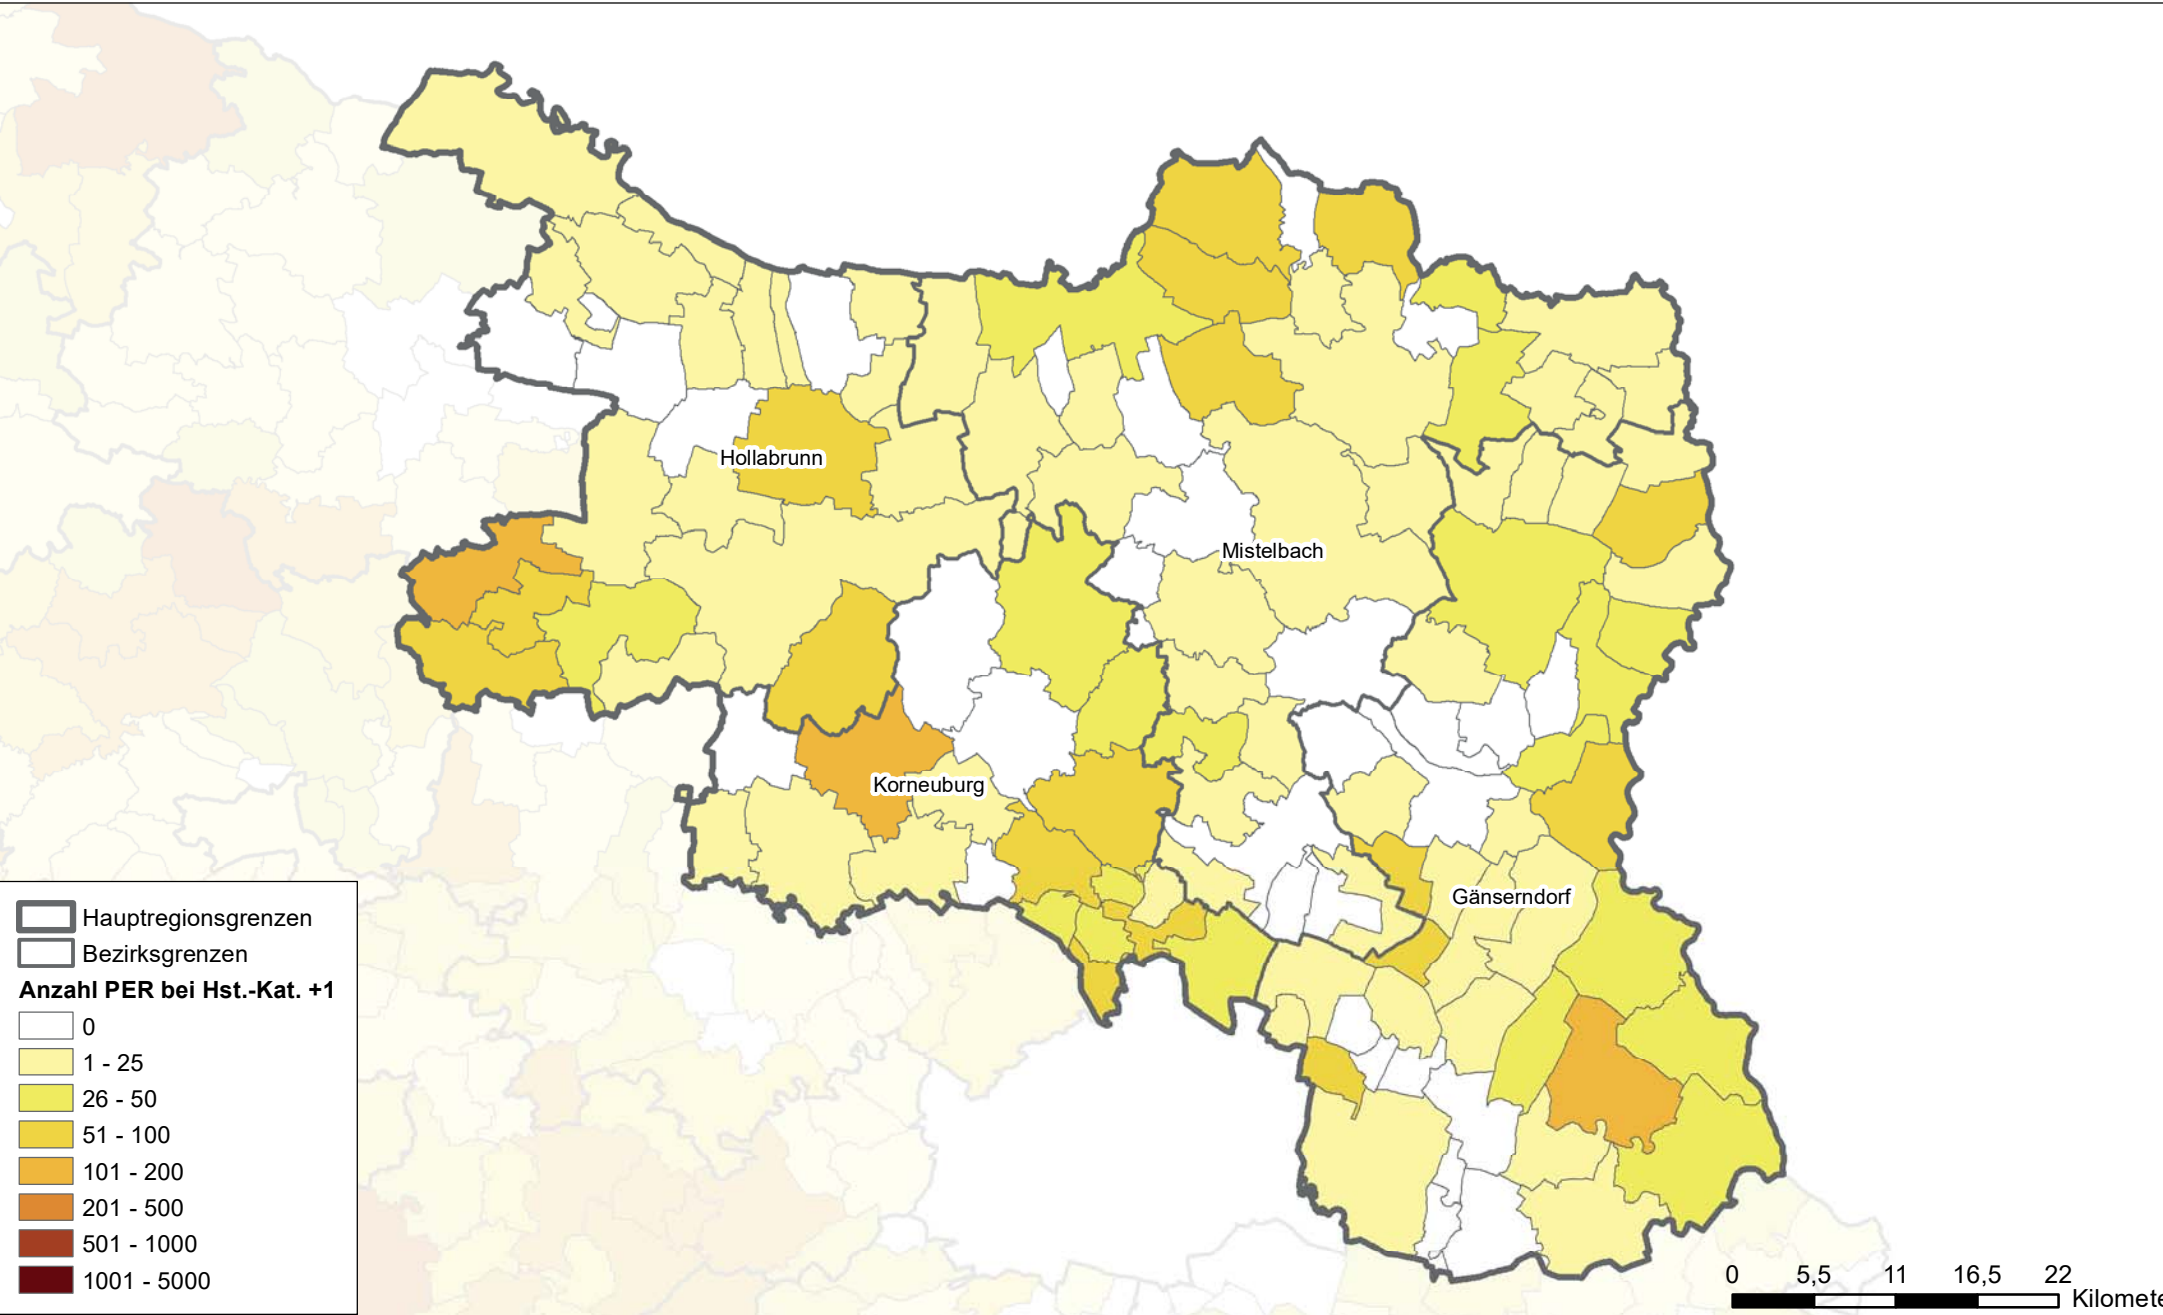 Hollabrunn
Mistelbach
Korneuburg
Gänserndorf
Hauptregionsgrenzen
Bezirksgrenzen
Anzahl PER bei Hst.-Kat. +1
0
1 - 25
26 - 50
51 - 100
101 - 200
201 - 500
501 - 1000
1001 - 5000
0 5,5 11 16,5 22
Kilomete